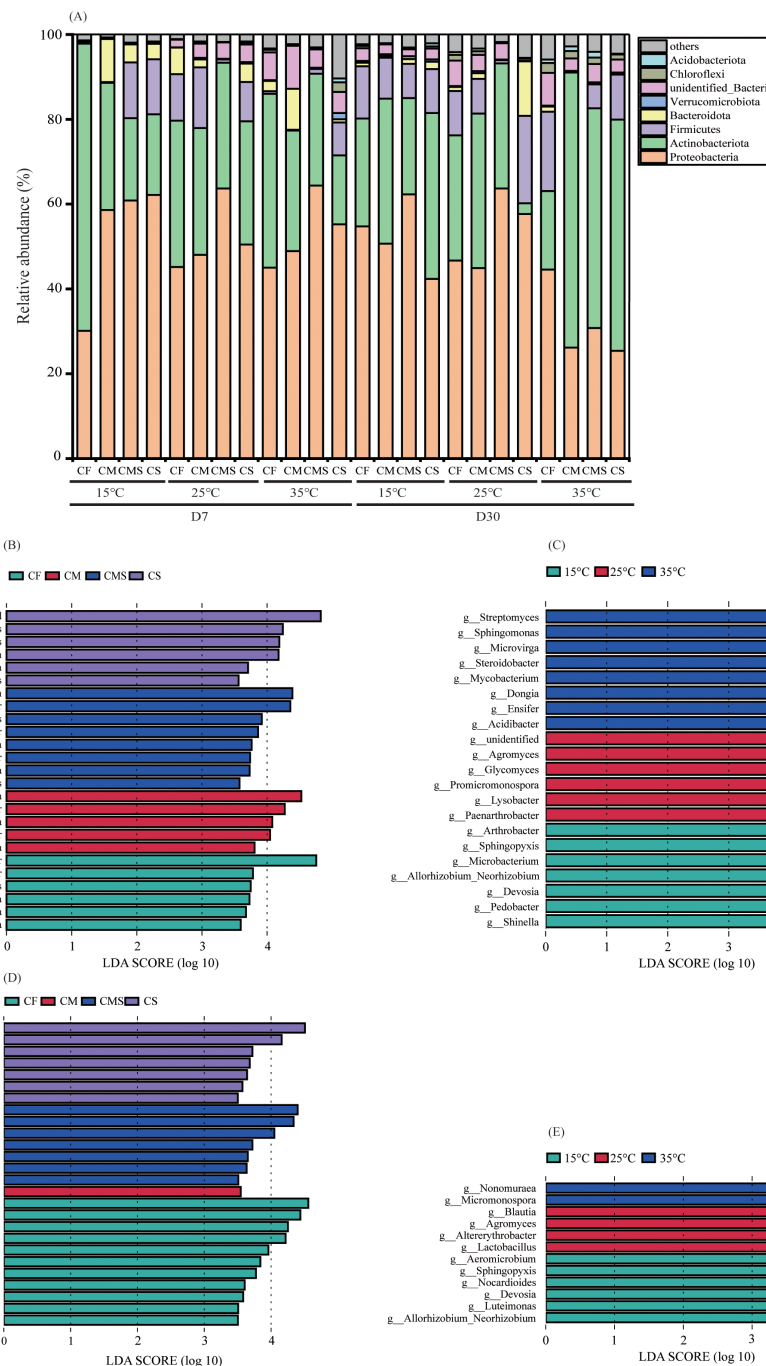 (A)
Relative abundance (%)
100
80
60
40
20
0
others
Acidobacteriota
Chloroflexi
unidentified_Bacteri
Verrucomicrobiota
Bacteroidota
Firmicutes
Actinobacteriota
Proteobacteria
CF CM CMS CS CF CM CMS CS CF CM CMS CS CF CM CMS CS CF CM CMS CS CF CM CMS CS
15°C 25°C 35°C 15°C 25°C 35°C
D7 D30
(B)
CF CM CMS CS
0 1 2 3 4
LDA SCORE (log 10)
(C)
15°C 25°C 35°C
g__Streptomyces
g__Sphingomonas
g__Microvirga
g__Steroidobacter
g__Mycobacterium
g__Dongia
g__Ensifer
g__Acidibacter
g__unidentified
g__Agromyces
g__Glycomyces
g__Promicromonospora
g__Lysobacter
g__Paenarthrobacter
g__Arthrobacter
g__Sphingopyxis
g__Microbacterium
g__Allorhizobium_Neorhizobium
g__Devosia
g__Pedobacter
g__Shinella
0 1 2 3
LDA SCORE (log 10)
(D)
CF CM CMS CS
0 1 2 3 4
LDA SCORE (log 10)
(E)
15°C 25°C 35°C
g__Nonomuraea
g__Micromonospora
g__Blautia
g__Agromyces
g__Altererythrobacter
g__Lactobacillus
g__Aeromicrobium
g__Sphingopyxis
g__Nocardioides
g__Devosia
g__Luteimonas
g__Allorhizobium_Neorhizobium
0 1 2 3
LDA SCORE (log 10)